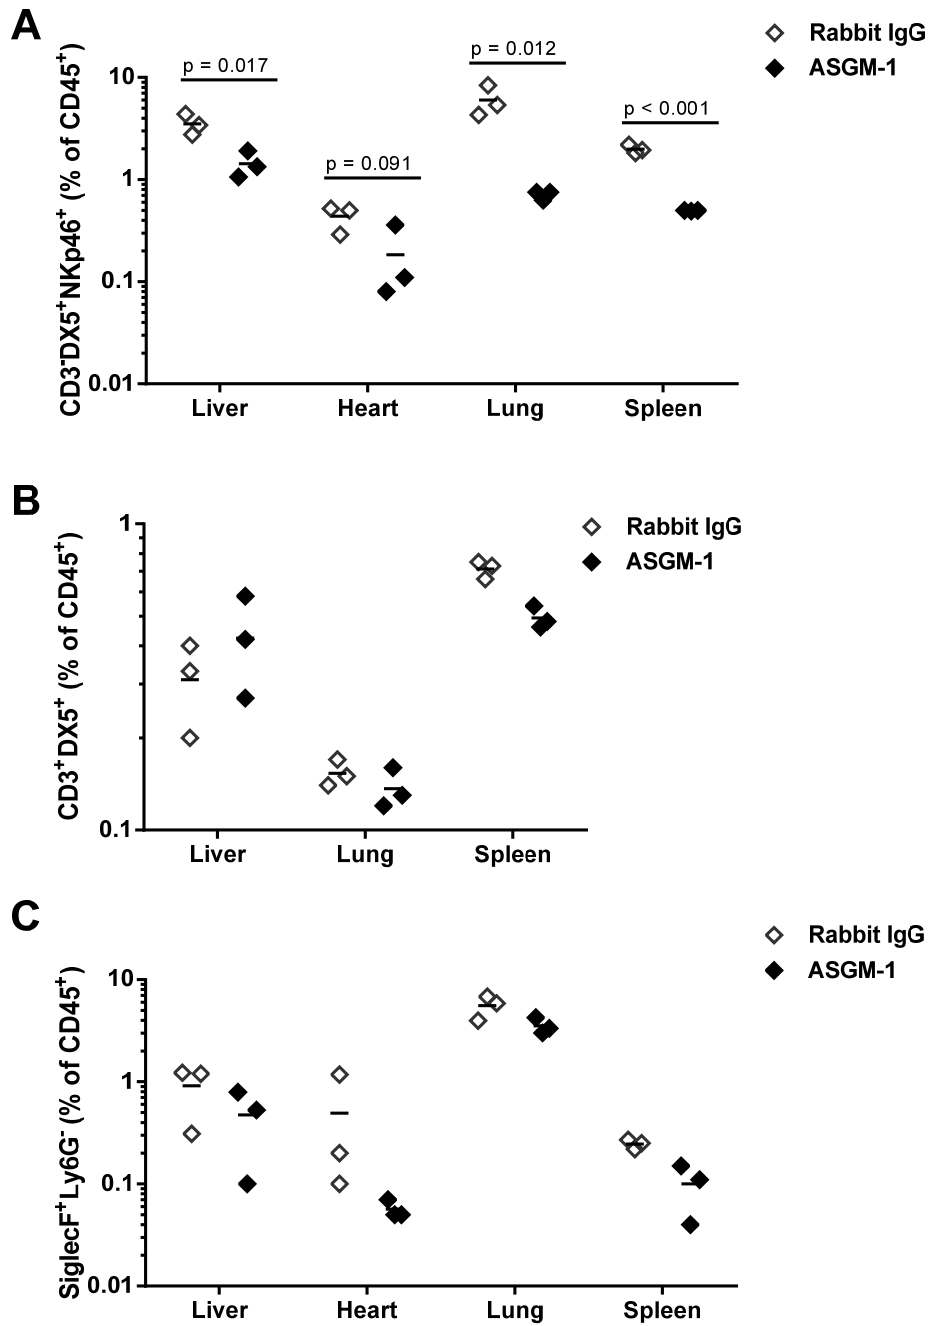 A
Rabbit IgG
ASGM-1
p = 0.017
p = 0.091
p = 0.012
p < 0.001
CD3⁻DX5⁺NKp46⁺ (% of CD45⁺)
10
1
0.1
0.01
Liver Heart Lung Spleen
B
Rabbit IgG
ASGM-1
CD3⁺DX5⁺ (% of CD45⁺)
1
0.1
Liver Lung Spleen
C
Rabbit IgG
ASGM-1
SiglecF⁺Ly6G⁻ (% of CD45⁺)
10
1
0.1
0.01
Liver Heart Lung Spleen